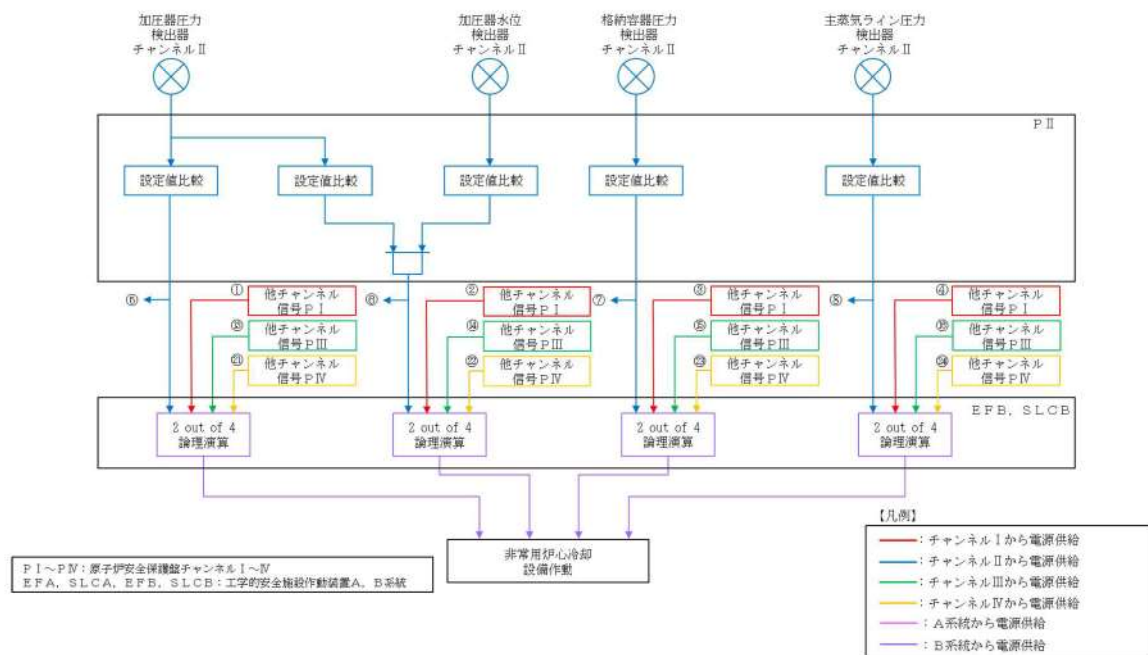 加圧器圧力
検出器
チャンネルⅡ
加圧器水位
検出器
チャンネルⅡ
格納容器圧力
検出器
チャンネルⅡ
主蒸気ライン圧力
検出器
チャンネルⅡ
PⅡ
設定値比較
設定値比較
設定値比較
設定値比較
設定値比較
⑥
①
他チャンネル
信号PⅠ
⑬
他チャンネル
信号PⅢ
㉑
他チャンネル
信号PⅣ
②
他チャンネル
信号PⅠ
⑭
他チャンネル
信号PⅢ
㉒
他チャンネル
信号PⅣ
⑦
③
他チャンネル
信号PⅠ
⑮
他チャンネル
信号PⅢ
㉓
他チャンネル
信号PⅣ
⑧
④
他チャンネル
信号PⅠ
⑯
他チャンネル
信号PⅢ
㉔
他チャンネル
信号PⅣ
EFB, SLCB
2 out of 4
論理演算
2 out of 4
論理演算
2 out of 4
論理演算
2 out of 4
論理演算
非常用炉心冷却
設備作動
PⅠ~PⅣ:原子炉安全保護盤チャンネルⅠ~Ⅳ
EFA, SLCA, EFB, SLCB:工学的安全施設作動装置A、B系統
【凡例】
:チャンネルⅠから電源供給
:チャンネルⅡから電源供給
:チャンネルⅢから電源供給
:チャンネルⅣから電源供給
:A系統から電源供給
:B系統から電源供給